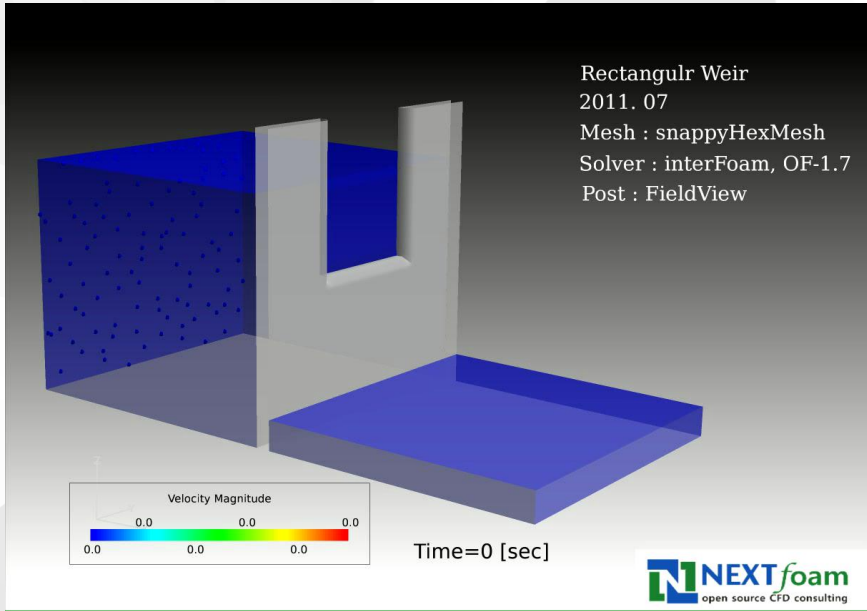 Rectangulr Weir
2011. 07
Mesh : snappyHexMesh
Solver : interFoam, OF-1.7
Post : FieldView
Z
Velocity Magnitude
0.0 0.0 0.0
0.0 0.0 0.0
Time=0 [sec]
NEXTfoam
open source CFD consulting